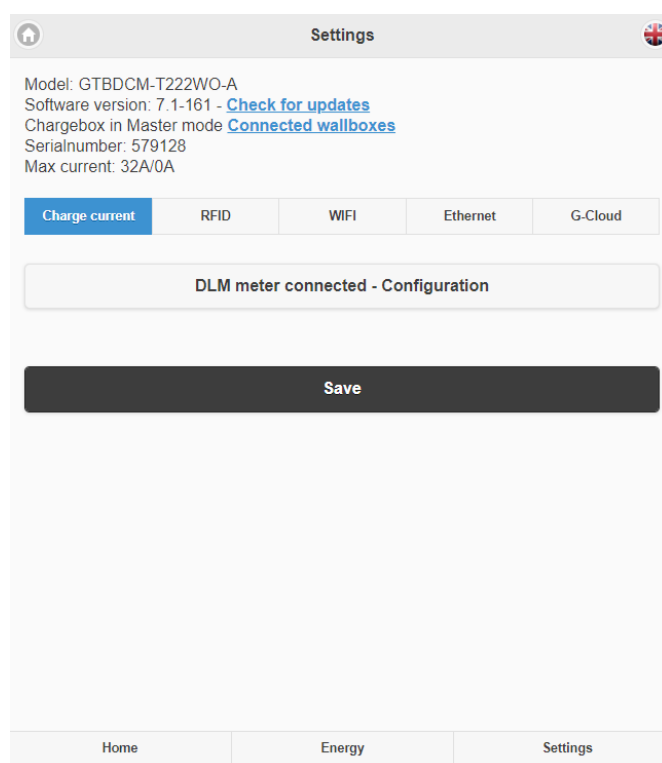 Settings
Model: GTBDCM-T222WO-A
Software version: 7.1-161 - Check for updates
Chargebox in Master mode Connected wallboxes
Serialnumber: 579128
Max current: 32A/0A
Charge current RFID WIFI Ethernet G-Cloud
DLM meter connected - Configuration
Save
Home Energy Settings